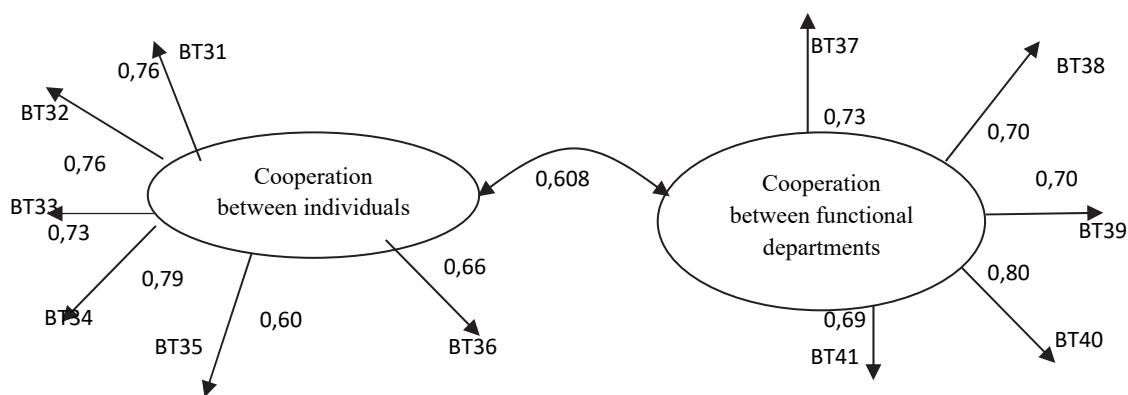 BT31
0,76
BT32
0,76
BT33
0,73
BT34
0,79
BT35
0,60
0,66
BT36
Cooperation
between individuals
0,608
Cooperation
between functional
departments
BT37
0,73
BT38
0,70
0,70
BT39
0,80
BT40
0,69
BT41